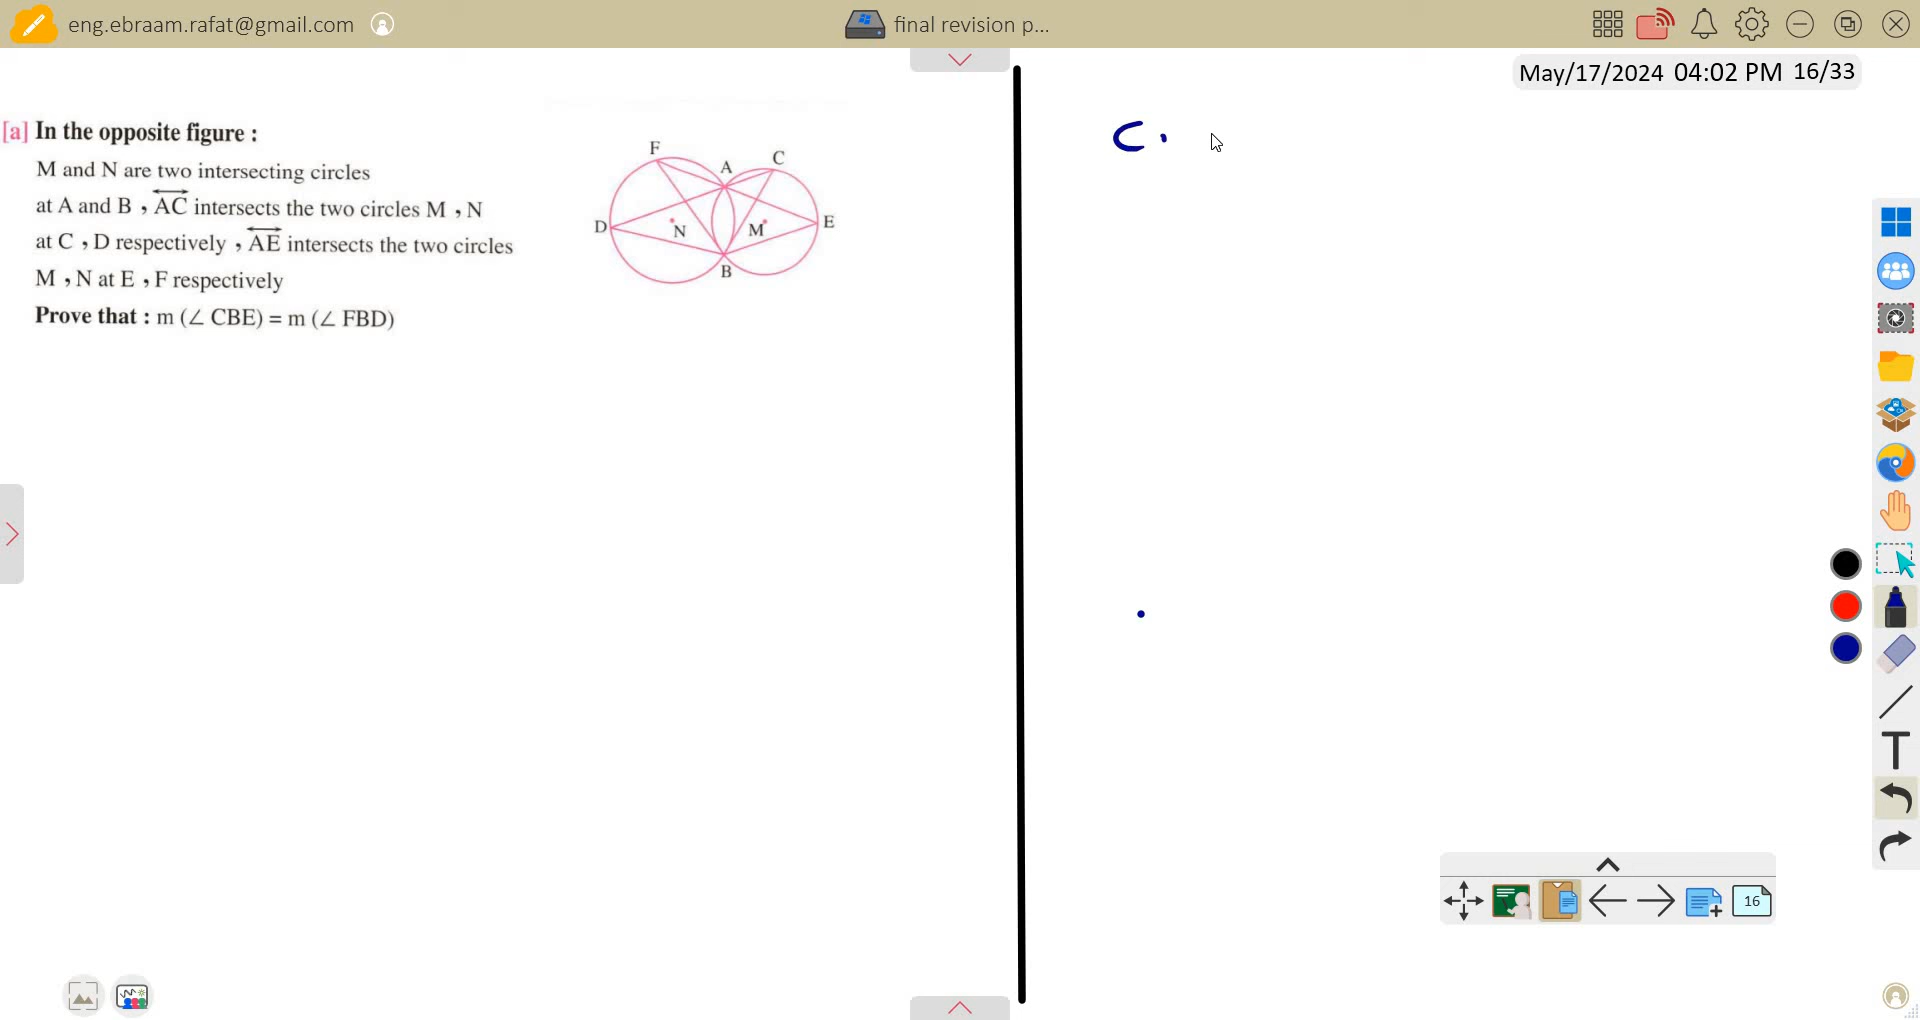 eng.ebraam.rafat@gmail.com
final revision p...
May/17/2024 04:02 PM 16/33
[a] In the opposite figure :
M and N are two intersecting circles
at A and B , AC intersects the two circles M , N
at C , D respectively , AE intersects the two circles
M , N at E , F respectively
Prove that : m (∠ CBE) = m (∠ FBD)
F
A
C
D
N
M
E
B
T
16